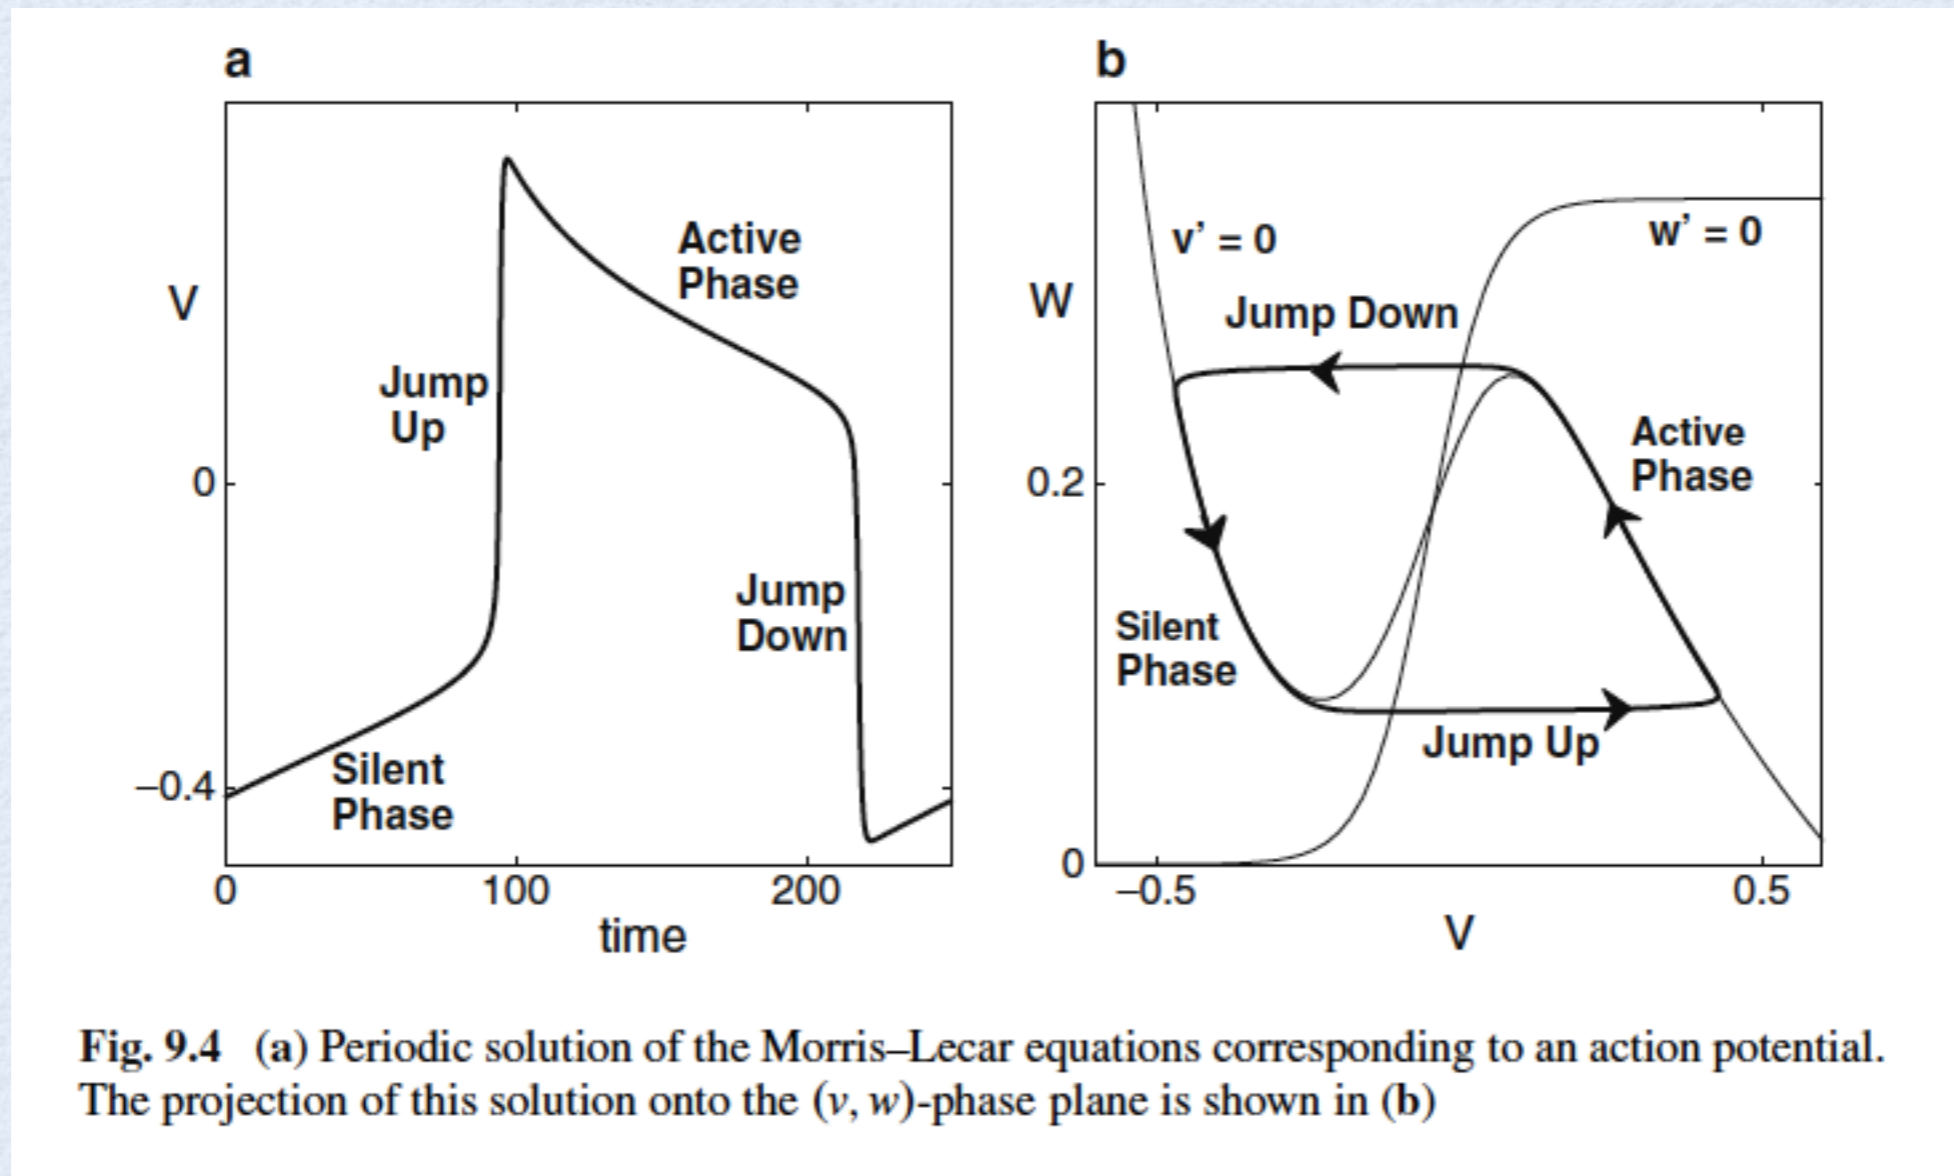 a
V
0
−0.4
0
100
200
time
Jump
Up
Active
Phase
Jump
Down
Silent
Phase
b
W
0.2
0
−0.5
0.5
V
v' = 0
w' = 0
Jump Down
Active
Phase
Silent
Phase
Jump Up
Fig. 9.4 (a) Periodic solution of the Morris–Lecar equations corresponding to an action potential.
The projection of this solution onto the (v, w)-phase plane is shown in (b)